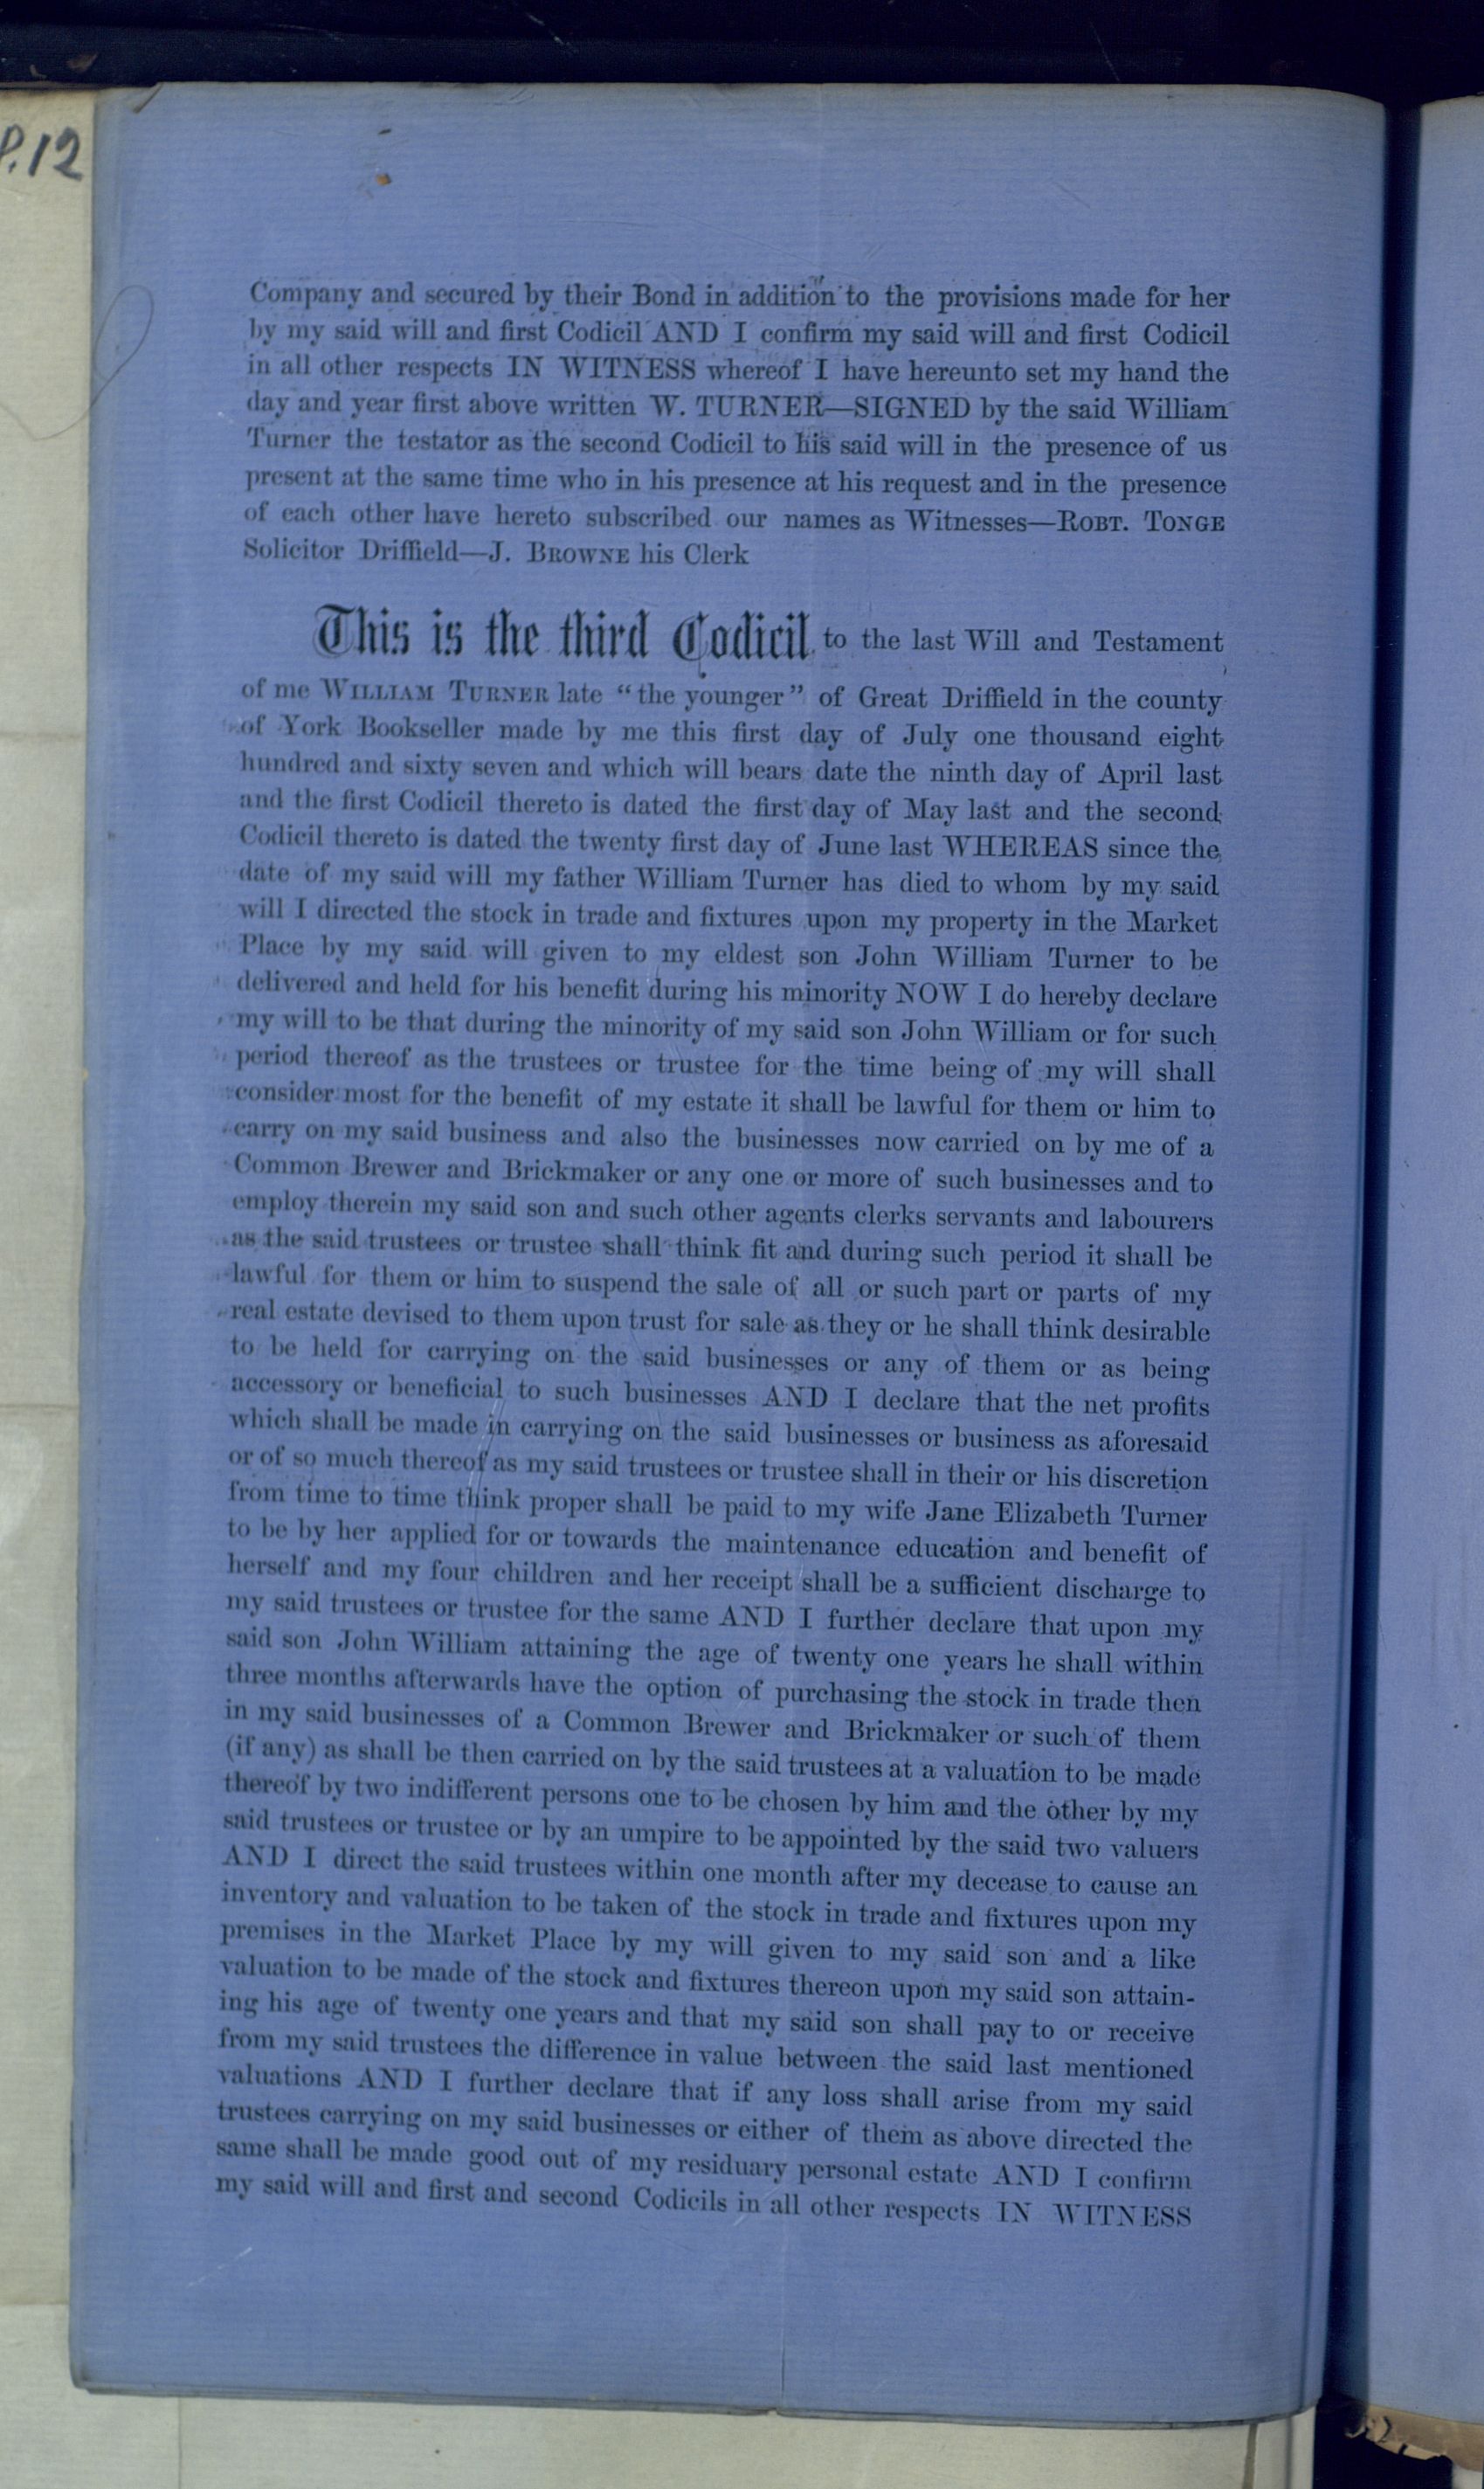 P.12
Company and secured by their Bond in addition to the provisions made for her
by my said will and first Codicil AND I confirm my said will and first Codicil
in all other respects IN WITNESS whereof I have hereunto set my hand the
day and year first above written W. TURNER—SIGNED by the said William
Turner the testator as the second Codicil to his said will in the presence of us
present at the same time who in his presence at his request and in the presence
of each other have hereto subscribed our names as Witnesses—ROBT. TONGE
Solicitor Driffield—J. BROWNE his Clerk
This is the third Codicil to the last Will and Testament
of me WILLIAM TURNER late “the younger” of Great Driffield in the county
of York Bookseller made by me this first day of July one thousand eight
hundred and sixty seven and which will bears date the ninth day of April last
and the first Codicil thereto is dated the first day of May last and the second
Codicil thereto is dated the twenty first day of June last WHEREAS since the
date of my said will my father William Turner has died to whom by my said
will I directed the stock in trade and fixtures upon my property in the Market
Place by my said will given to my eldest son John William Turner to be
delivered and held for his benefit during his minority NOW I do hereby declare
my will to be that during the minority of my said son John William or for such
period thereof as the trustees or trustee for the time being of my will shall
consider most for the benefit of my estate it shall be lawful for them or him to
carry on my said business and also the businesses now carried on by me of a
Common Brewer and Brickmaker or any one or more of such businesses and to
employ therein my said son and such other agents clerks servants and labourers
as the said trustees or trustee shall think fit and during such period it shall be
lawful for them or him to suspend the sale of all or such part or parts of my
real estate devised to them upon trust for sale as they or he shall think desirable
to be held for carrying on the said businesses or any of them or as being
accessory or beneficial to such businesses AND I declare that the net profits
which shall be made in carrying on the said businesses or business as aforesaid
or of so much thereof as my said trustees or trustee shall in their or his discretion
from time to time think proper shall be paid to my wife Jane Elizabeth Turner
to be by her applied for or towards the maintenance education and benefit of
herself and my four children and her receipt shall be a sufficient discharge to
my said trustees or trustee for the same AND I further declare that upon my
said son John William attaining the age of twenty one years he shall within
three months afterwards have the option of purchasing the stock in trade then
in my said businesses of a Common Brewer and Brickmaker or such of them
(if any) as shall be then carried on by the said trustees at a valuation to be made
thereof by two indifferent persons one to be chosen by him and the other by my
said trustees or trustee or by an umpire to be appointed by the said two valuers
AND I direct the said trustees within one month after my decease to cause an
inventory and valuation to be taken of the stock in trade and fixtures upon my
premises in the Market Place by my will given to my said son and a like
valuation to be made of the stock and fixtures thereon upon my said son attain-
ing his age of twenty one years and that my said son shall pay to or receive
from my said trustees the difference in value between the said last mentioned
valuations AND I further declare that if any loss shall arise from my said
trustees carrying on my said businesses or either of them as above directed the
same shall be made good out of my residuary personal estate AND I confirm
my said will and first and second Codicils in all other respects IN WITNESS